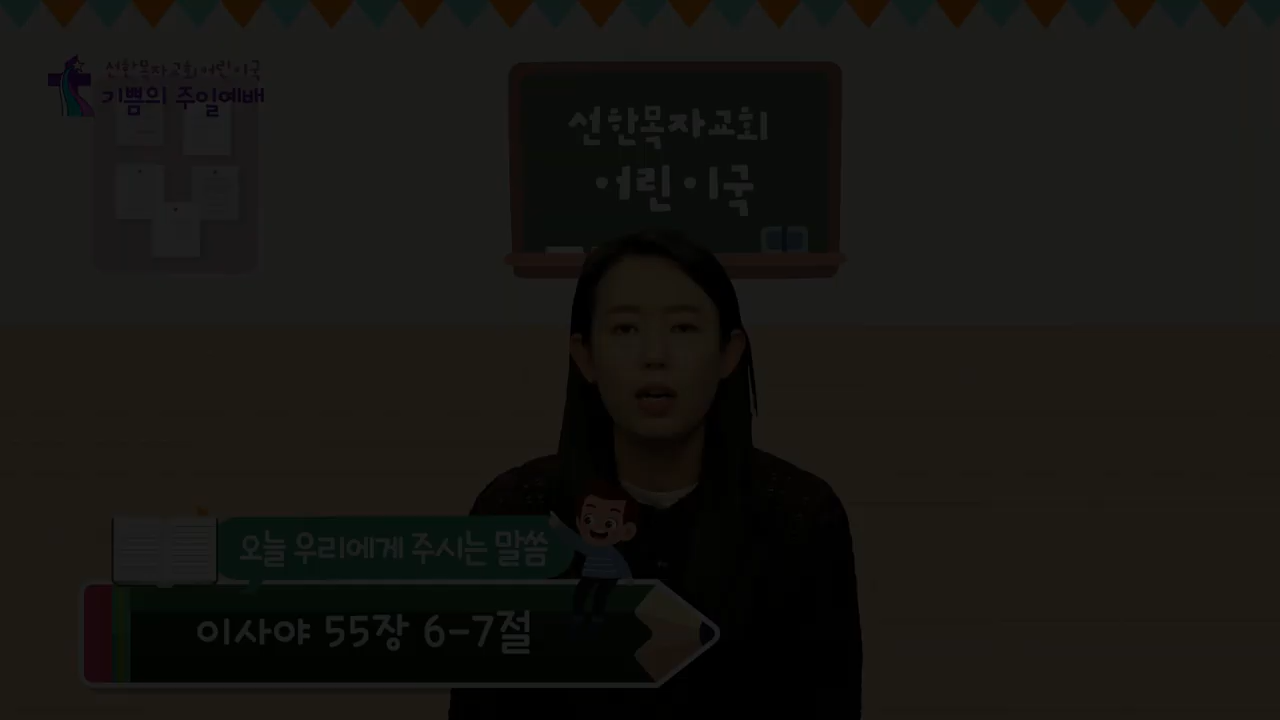 선한목자교회 어린이국
기쁨의 주일예배
선한목자교회
어린이국
오늘 우리에게 주시는 말씀
이사야 55장 6-7절